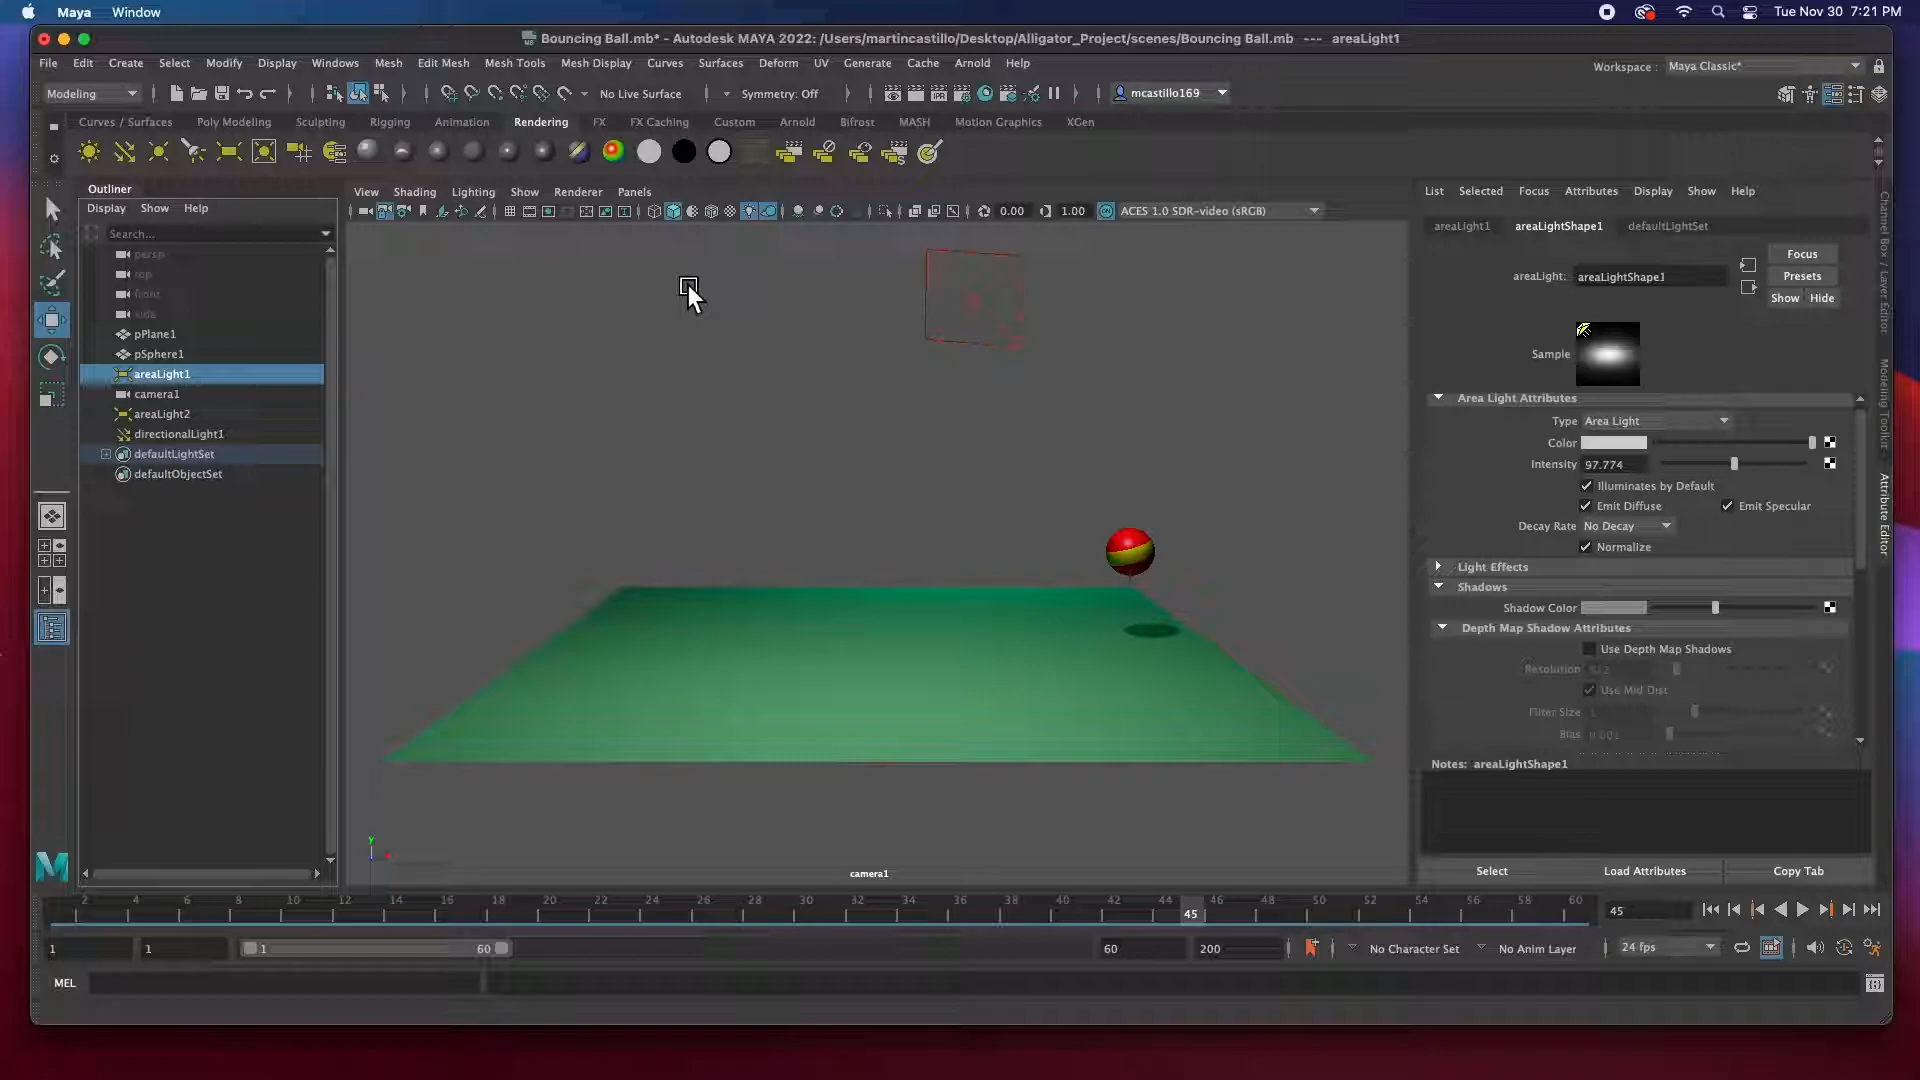 Maya Window
Tue Nov 30 7:21 PM
Bouncing Ball.mb* - Autodesk MAYA 2022: /Users/martincastillo/Desktop/Alligator_Project/scenes/Bouncing Ball.mb --- areaLight1
File Edit Create Select Modify Display Windows Mesh Edit Mesh Mesh Tools Mesh Display Curves Surfaces Deform UV Generate Cache Arnold Help
Workspace : Maya Classic*
Modeling No Live Surface Symmetry: Off mcastillo169
Curves / Surfaces Poly Modeling Sculpting Rigging Animation Rendering FX FX Caching Custom Arnold Bifrost MASH Motion Graphics XGen
Outliner
Display Show Help
Search...
persp
top
front
side
pPlane1
pSphere1
areaLight1
camera1
areaLight2
directionalLight1
defaultLightSet
defaultObjectSet
View Shading Lighting Show Renderer Panels
0.00 1.00 ACES 1.0 SDR-video (sRGB)
y
camera1
List Selected Focus Attributes Display Show Help
areaLight1 areaLightShape1 defaultLightSet
areaLight: areaLightShape1
Focus
Presets
Show Hide
Sample
Area Light Attributes
Type Area Light
Color
Intensity 97.774
Illuminates by Default
Emit Diffuse Emit Specular
Decay Rate No Decay
Normalize
Light Effects
Shadows
Shadow Color
Depth Map Shadow Attributes
Use Depth Map Shadows
Resolution 512
Use Mid Dist
Filter Size 1
Bias 0.001
Notes: areaLightShape1
Select Load Attributes Copy Tab
Channel Box / Layer Editor
Modeling Toolkit
Attribute Editor
2 4 6 8 10 12 14 16 18 20 22 24 26 28 30 32 34 36 38 40 42 44 46 48 50 52 54 56 58 60
45
45
1 1 1 60 60 200 No Character Set No Anim Layer 24 fps
MEL